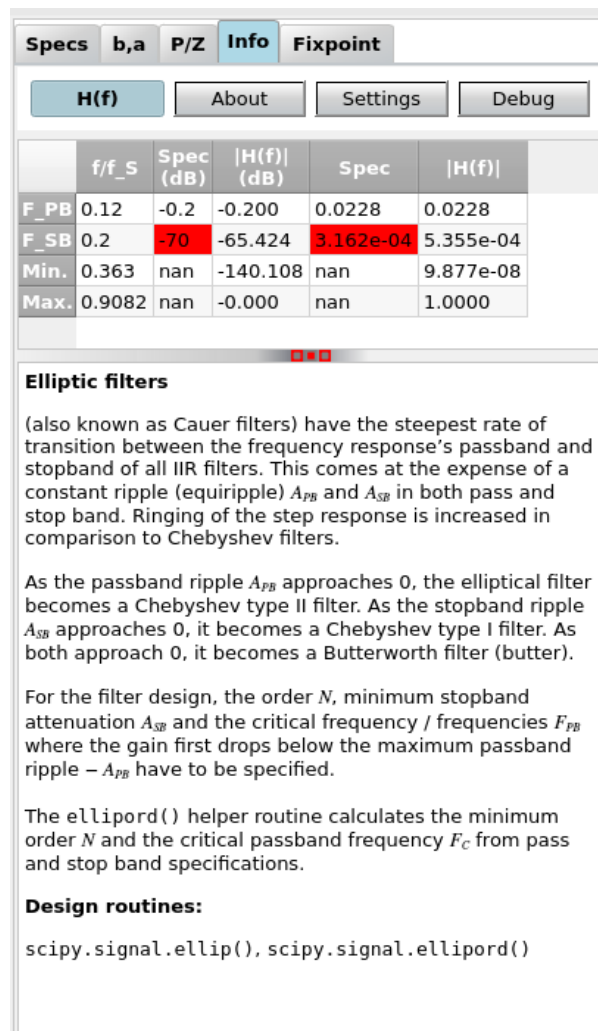 Specs b,a P/Z Info Fixpoint
H(f) About Settings Debug
f/f_S Spec (dB) |H(f)| (dB) Spec |H(f)|
F_PB 0.12 -0.2 -0.200 0.0228 0.0228
F_SB 0.2 -70 -65.424 3.162e-04 5.355e-04
Min. 0.363 nan -140.108 nan 9.877e-08
Max. 0.9082 nan -0.000 nan 1.0000
Elliptic filters
(also known as Cauer filters) have the steepest rate of
transition between the frequency response’s passband and
stopband of all IIR filters. This comes at the expense of a
constant ripple (equiripple) A_PB and A_SB in both pass and
stop band. Ringing of the step response is increased in
comparison to Chebyshev filters.
As the passband ripple A_PB approaches 0, the elliptical filter
becomes a Chebyshev type II filter. As the stopband ripple
A_SB approaches 0, it becomes a Chebyshev type I filter. As
both approach 0, it becomes a Butterworth filter (butter).
For the filter design, the order N, minimum stopband
attenuation A_SB and the critical frequency / frequencies F_PB
where the gain first drops below the maximum passband
ripple − A_PB have to be specified.
The ellipord() helper routine calculates the minimum
order N and the critical passband frequency F_C from pass
and stop band specifications.
Design routines:
scipy.signal.ellip(), scipy.signal.ellipord()